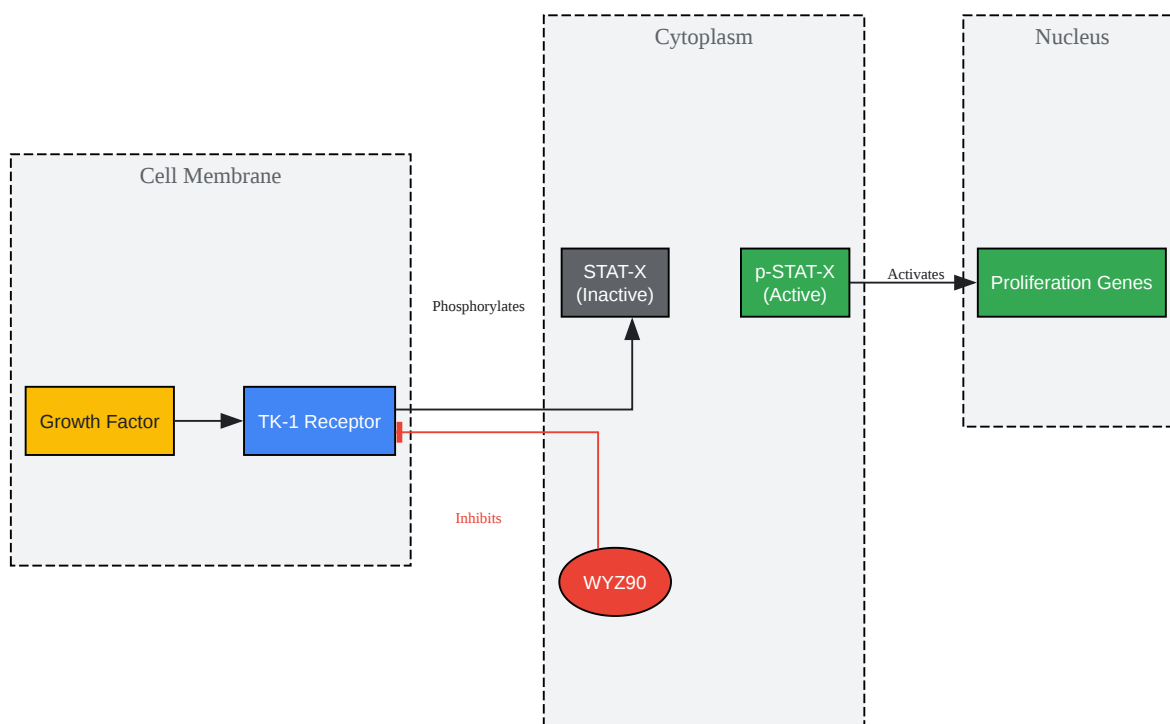 Cytoplasm
Nucleus
Cell Membrane
STAT-X
(Inactive)
p-STAT-X
(Active)
Activates
Proliferation Genes
Phosphorylates
Growth Factor
TK-1 Receptor
Inhibits
WYZ90